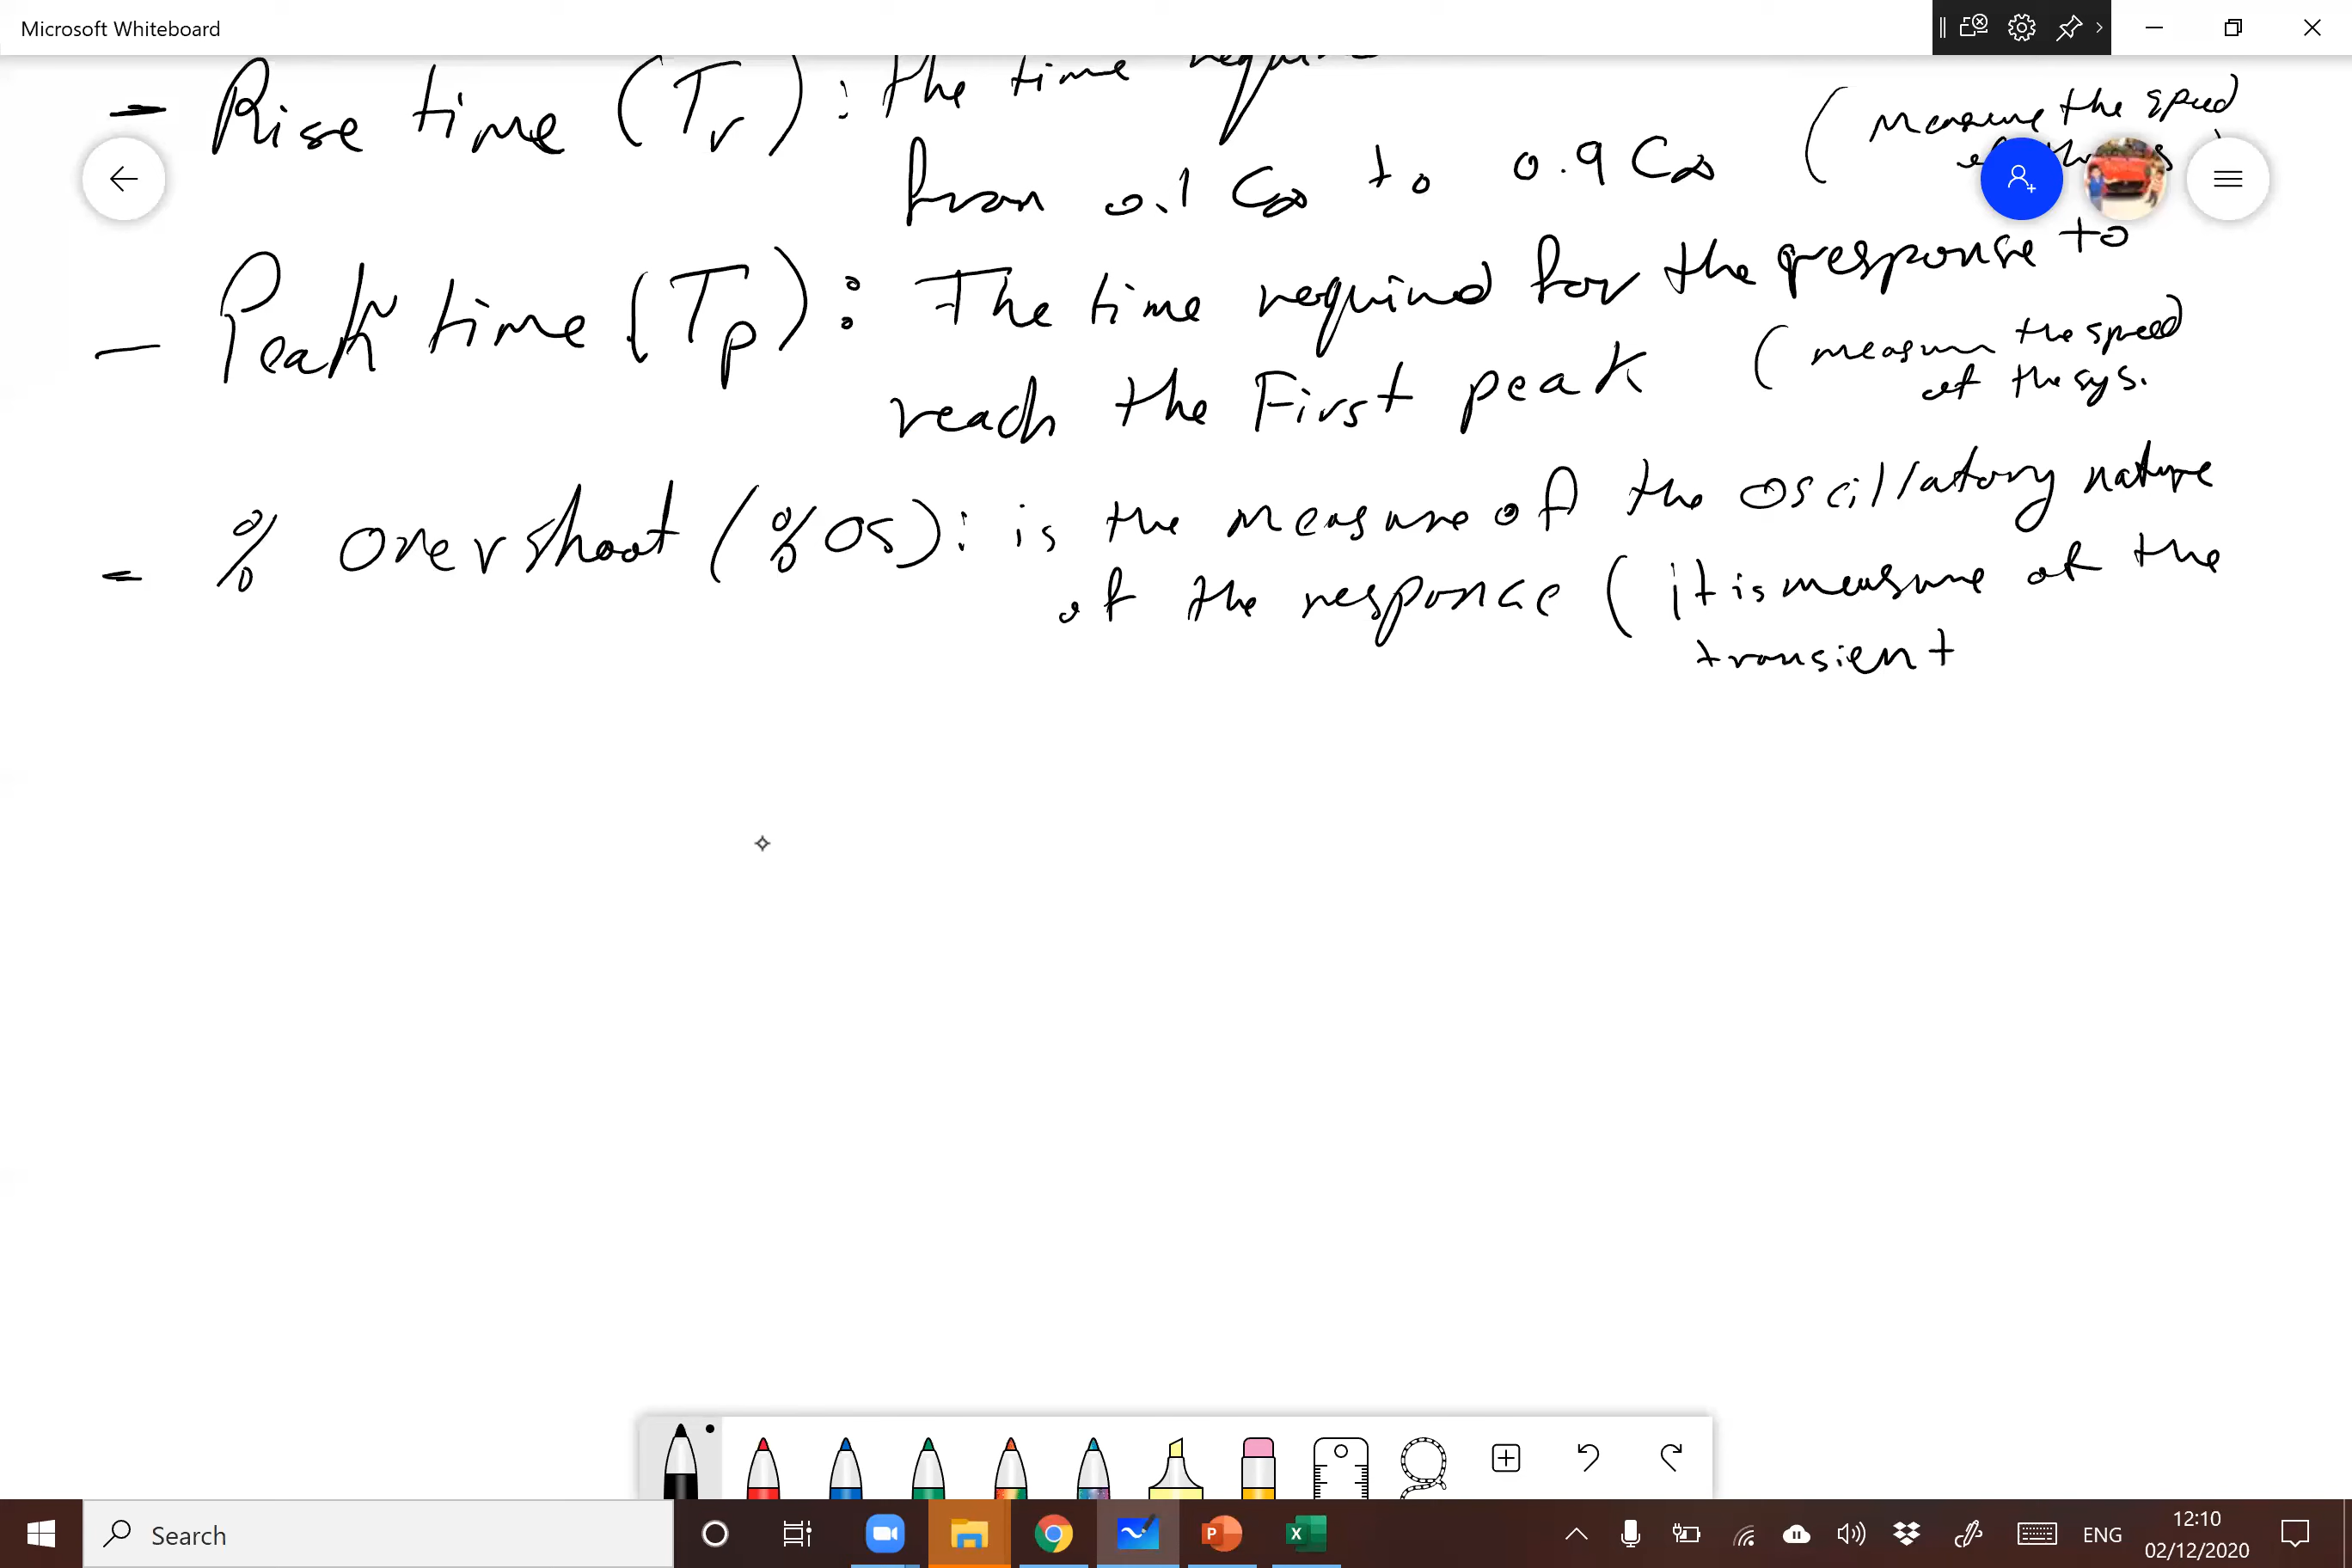 Microsoft Whiteboard
- Rise time (Tr) : the time
from 0.1 C∞ to 0.9 C∞ (measure the speed
- Peak time (Tp) : The time required for the response to
reach the First peak (measure the speed
of the sys.
- % overshoot (%OS) : is the measure of the oscillatory nature
of the response (it is measure of the
transient
Search
ENG
12:10
02/12/2020